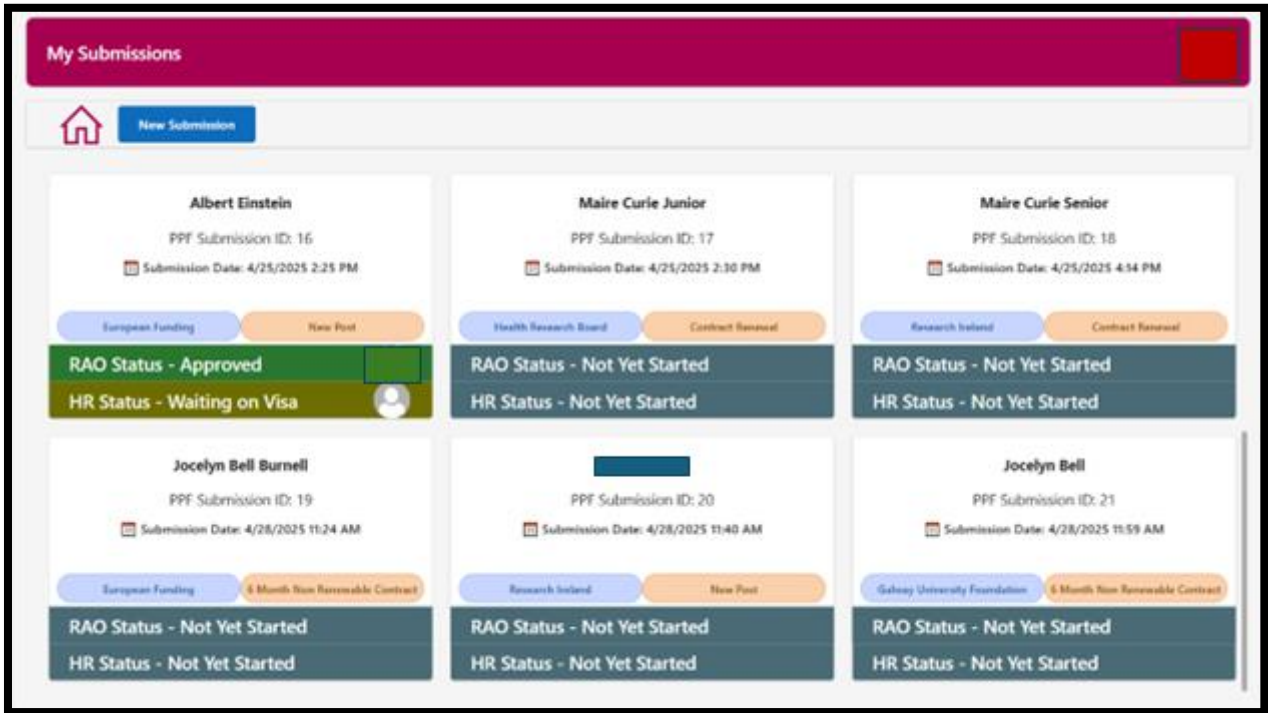 My Submissions
New Submission
Albert Einstein
PPF Submission ID: 16
Submission Date: 4/25/2025 2:25 PM
European Funding
New Post
RAO Status - Approved
HR Status - Waiting on Visa
Maire Curie Junior
PPF Submission ID: 17
Submission Date: 4/25/2025 2:30 PM
Health Research Board
Contract Renewal
RAO Status - Not Yet Started
HR Status - Not Yet Started
Maire Curie Senior
PPF Submission ID: 18
Submission Date: 4/25/2025 4:14 PM
Research Ireland
Contract Renewal
RAO Status - Not Yet Started
HR Status - Not Yet Started
Jocelyn Bell Burnell
PPF Submission ID: 19
Submission Date: 4/28/2025 11:24 AM
European Funding
6 Month Non Renewable Contract
RAO Status - Not Yet Started
HR Status - Not Yet Started
PPF Submission ID: 20
Submission Date: 4/28/2025 11:40 AM
Research Ireland
New Post
RAO Status - Not Yet Started
HR Status - Not Yet Started
Jocelyn Bell
PPF Submission ID: 21
Submission Date: 4/28/2025 11:59 AM
Galway University Foundation
6 Month Non Renewable Contract
RAO Status - Not Yet Started
HR Status - Not Yet Started